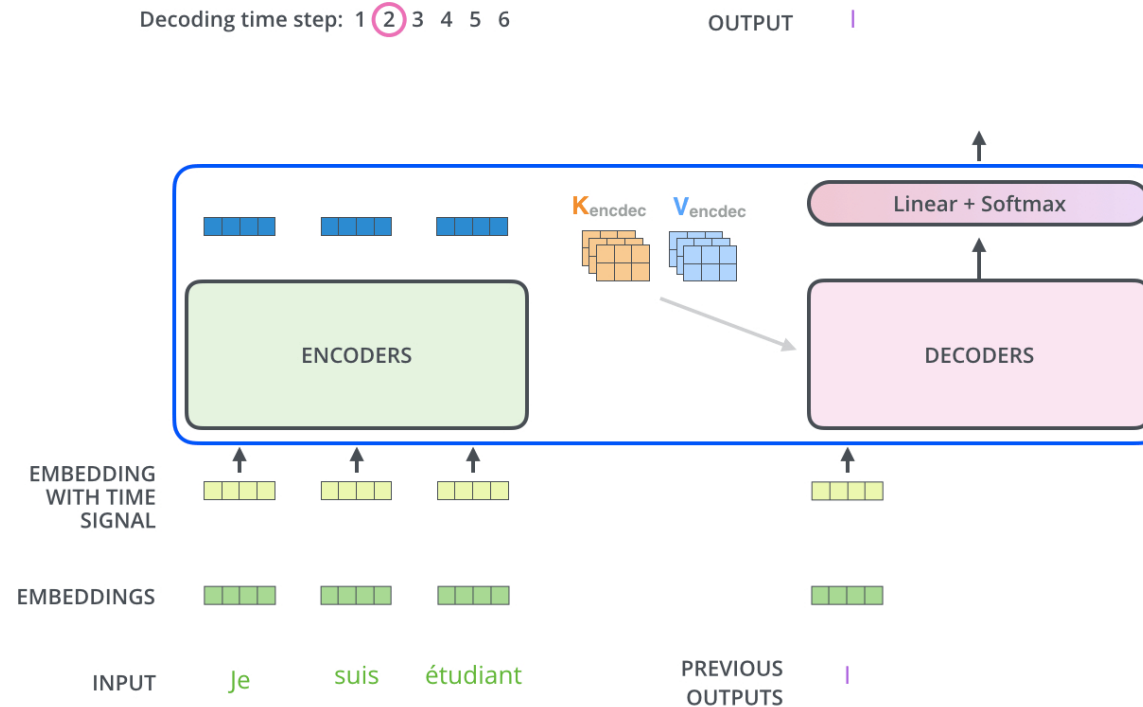 Decoding time step: 1 2 3 4 5 6
OUTPUT I
Kencdec Vencdec
Linear + Softmax
ENCODERS
DECODERS
EMBEDDING
WITH TIME
SIGNAL
EMBEDDINGS
INPUT Je suis étudiant
PREVIOUS
OUTPUTS I